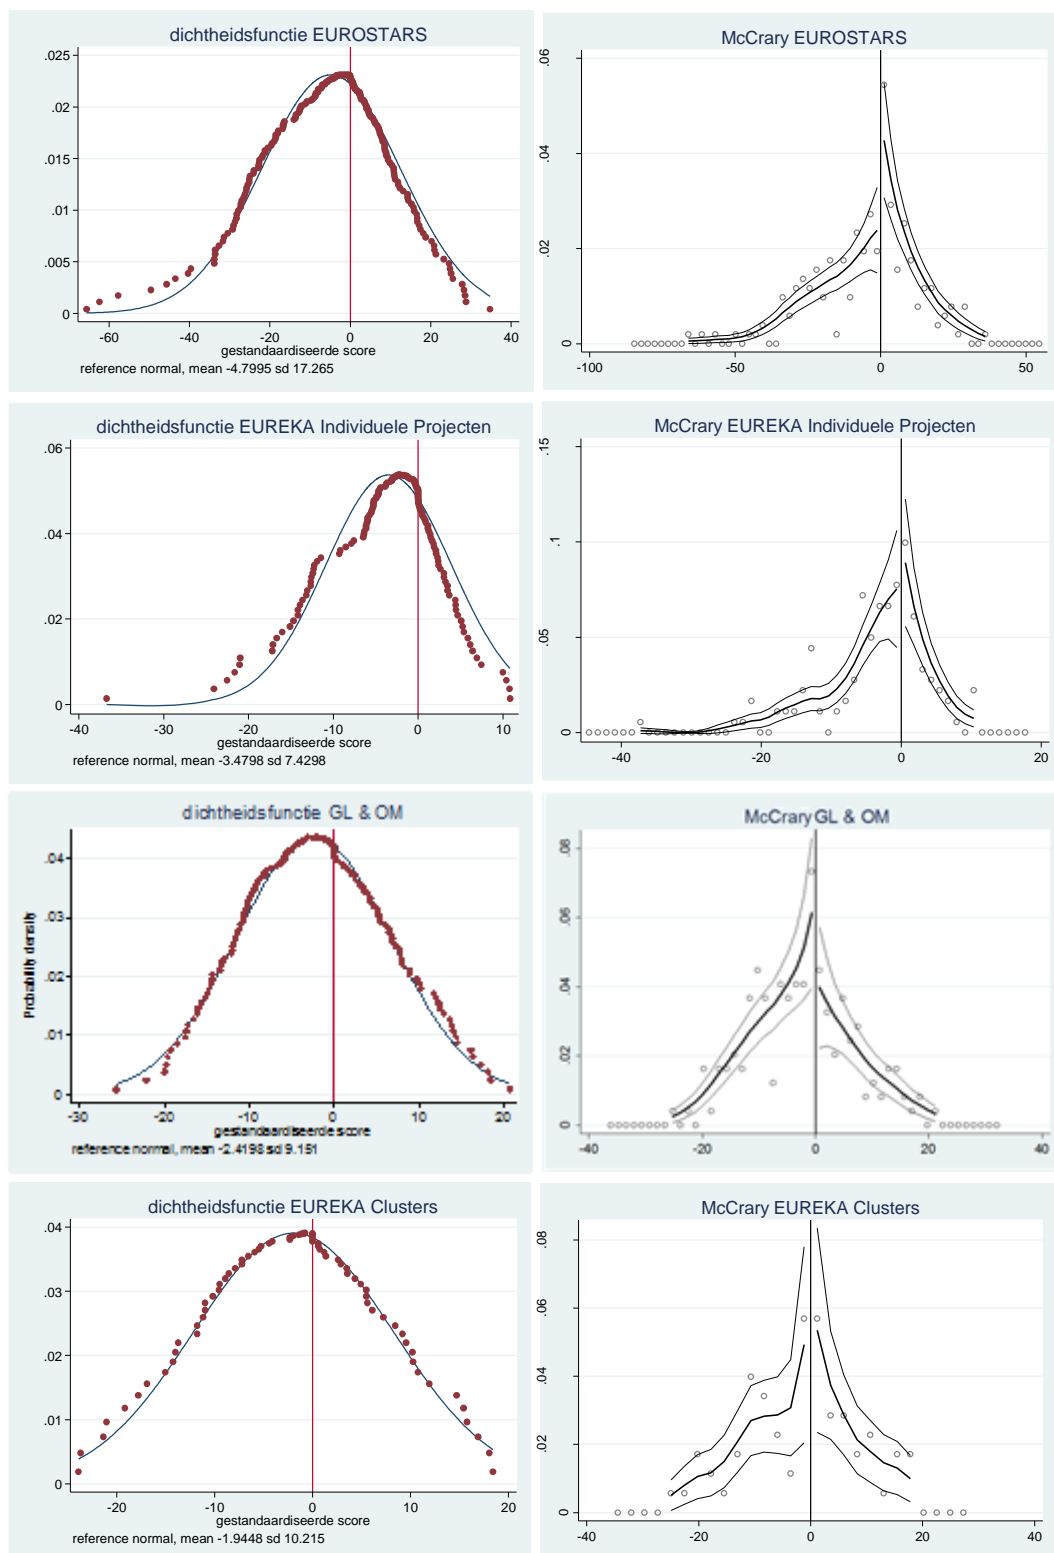 dichtheidsfunctie EUROSTARS
.025
.02
.015
.01
.005
0
-60 -40 -20 0 20 40
gestandaardiseerde score
reference normal, mean -4.7995 sd 17.265
McCrary EUROSTARS
.06
.04
.02
0
-100 -50 0 50
dichtheidsfunctie EUREKA Individuele Projecten
.06
.04
.02
0
-40 -30 -20 -10 0 10
gestandaardiseerde score
reference normal, mean -3.4798 sd 7.4298
McCrary EUREKA Individuele Projecten
.15
.1
.05
0
-40 -20 0 20
dichtheidsfunctie GL & OM
Probability density
.04
.03
.02
.01
0
-30 -20 -10 0 10 20
gestandaardiseerde score
reference normal, mean -2.4198 sd 9.151
McCrary GL & OM
.08
.06
.04
.02
0
-40 -20 0 20 40
dichtheidsfunctie EUREKA Clusters
.04
.03
.02
.01
0
-20 -10 0 10 20
gestandaardiseerde score
reference normal, mean -1.9448 sd 10.215
McCrary EUREKA Clusters
.08
.06
.04
.02
0
-40 -20 0 20 40